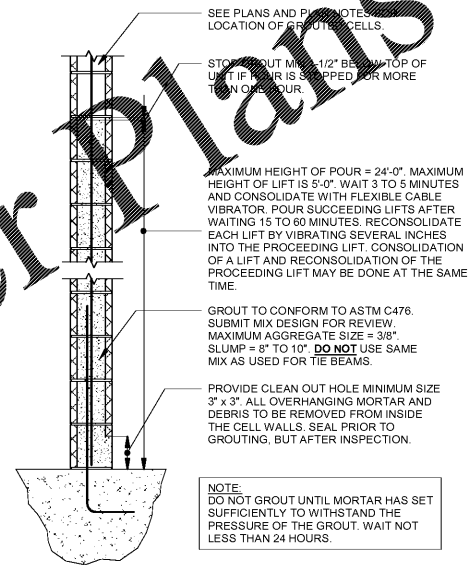 SEE PLANS AND PLAN NOTES FOR
LOCATION OF GROUTED CELLS.
STOP GROUT MIN 1-1/2" BELOW TOP OF
UNIT IF POUR IS STOPPED FOR MORE
THAN ONE HOUR.
MAXIMUM HEIGHT OF POUR = 24'-0". MAXIMUM
HEIGHT OF LIFT IS 5'-0". WAIT 3 TO 5 MINUTES
AND CONSOLIDATE WITH FLEXIBLE CABLE
VIBRATOR. POUR SUCCEEDING LIFTS AFTER
WAITING 15 TO 60 MINUTES. RECONSOLIDATE
EACH LIFT BY VIBRATING SEVERAL INCHES
INTO THE PROCEEDING LIFT. CONSOLIDATION
OF A LIFT AND RECONSOLIDATION OF THE
PROCEEDING LIFT MAY BE DONE AT THE SAME
TIME.
GROUT TO CONFORM TO ASTM C476.
SUBMIT MIX DESIGN FOR REVIEW.
MAXIMUM AGGREGATE SIZE = 3/8".
SLUMP = 8" TO 10". DO NOT USE SAME
MIX AS USED FOR TIE BEAMS.
PROVIDE CLEAN OUT HOLE MINIMUM SIZE
3" x 3". ALL OVERHANGING MORTAR AND
DEBRIS TO BE REMOVED FROM INSIDE
THE CELL WALLS. SEAL PRIOR TO
GROUTING, BUT AFTER INSPECTION.
NOTE:
DO NOT GROUT UNTIL MORTAR HAS SET
SUFFICIENTLY TO WITHSTAND THE
PRESSURE OF THE GROUT. WAIT NOT
LESS THAN 24 HOURS.
r Plans